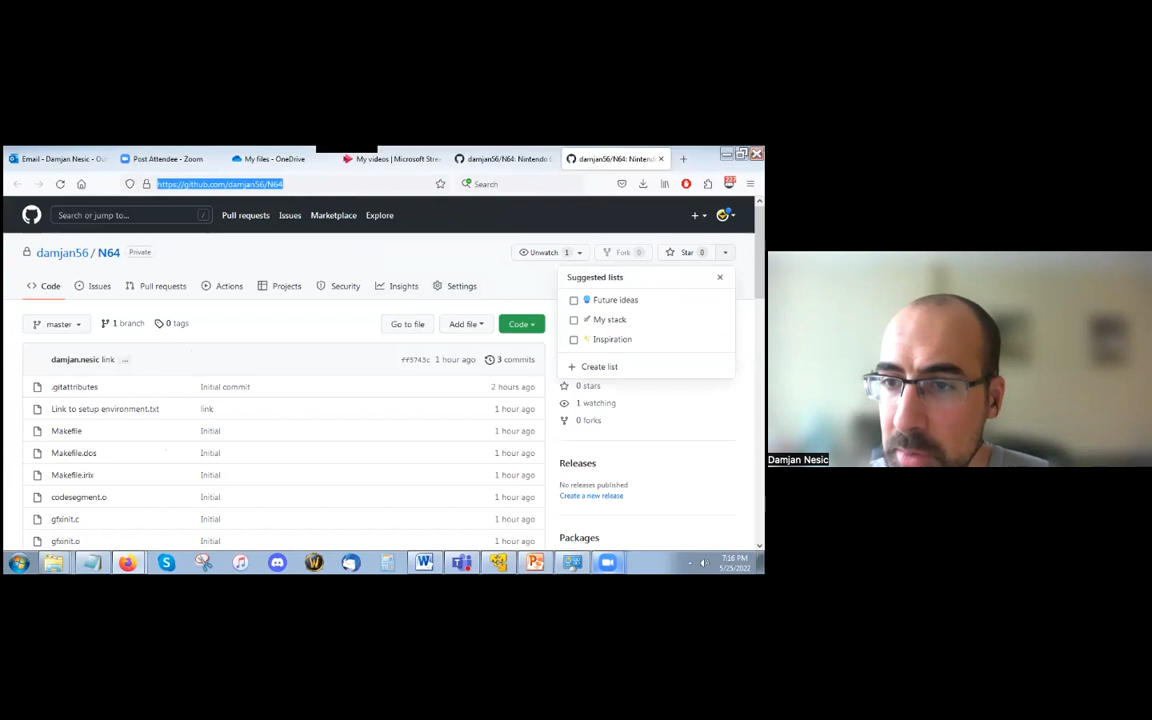 Email - Damjan Nesic - Ou
Post Attendee - Zoom
My files - OneDrive
My videos | Microsoft Stre
damjan56/N64: Nintendo
damjan56/N64: Nintendo
https://github.com/damjan56/N64
Search
227
Search or jump to...
/
Pull requests
Issues
Marketplace
Explore
damjan56 / N64
Private
Unwatch 1
Fork 0
Star 0
Code
Issues
Pull requests
Actions
Projects
Security
Insights
Settings
Suggested lists
Future ideas
My stack
Inspiration
Create list
master
1 branch
0 tags
Go to file
Add file
Code
damjan.nesic link
...
ff5743c 1 hour ago
3 commits
.gitattributes Initial commit 2 hours ago
Link to setup environment.txt link 1 hour ago
Makefile Initial 1 hour ago
Makefile.dos Initial 1 hour ago
Makefile.irix Initial 1 hour ago
codesegment.o Initial 1 hour ago
gfxinit.c Initial 1 hour ago
gfxinit.o Initial 1 hour ago
0 stars
1 watching
0 forks
Releases
No releases published
Create a new release
Packages
7:16 PM
5/25/2022
Damjan Nesic